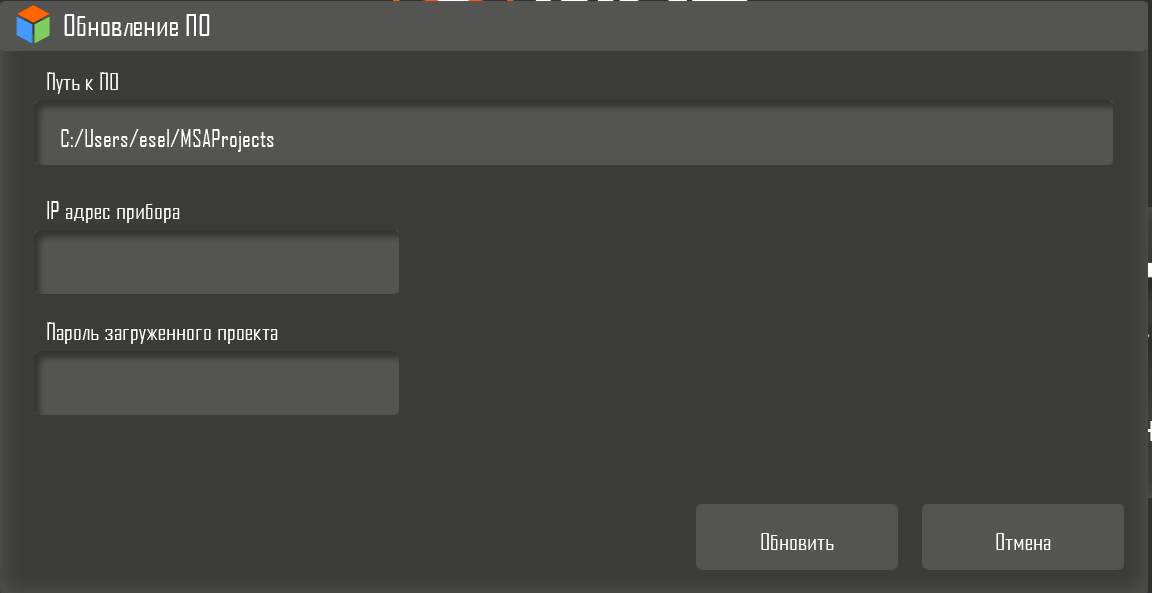 Обновление ПО
Путь к ПО
C:/Users/esel/MSAProjects
IP адрес прибора
Пароль загруженного проекта
Обновить
Отмена